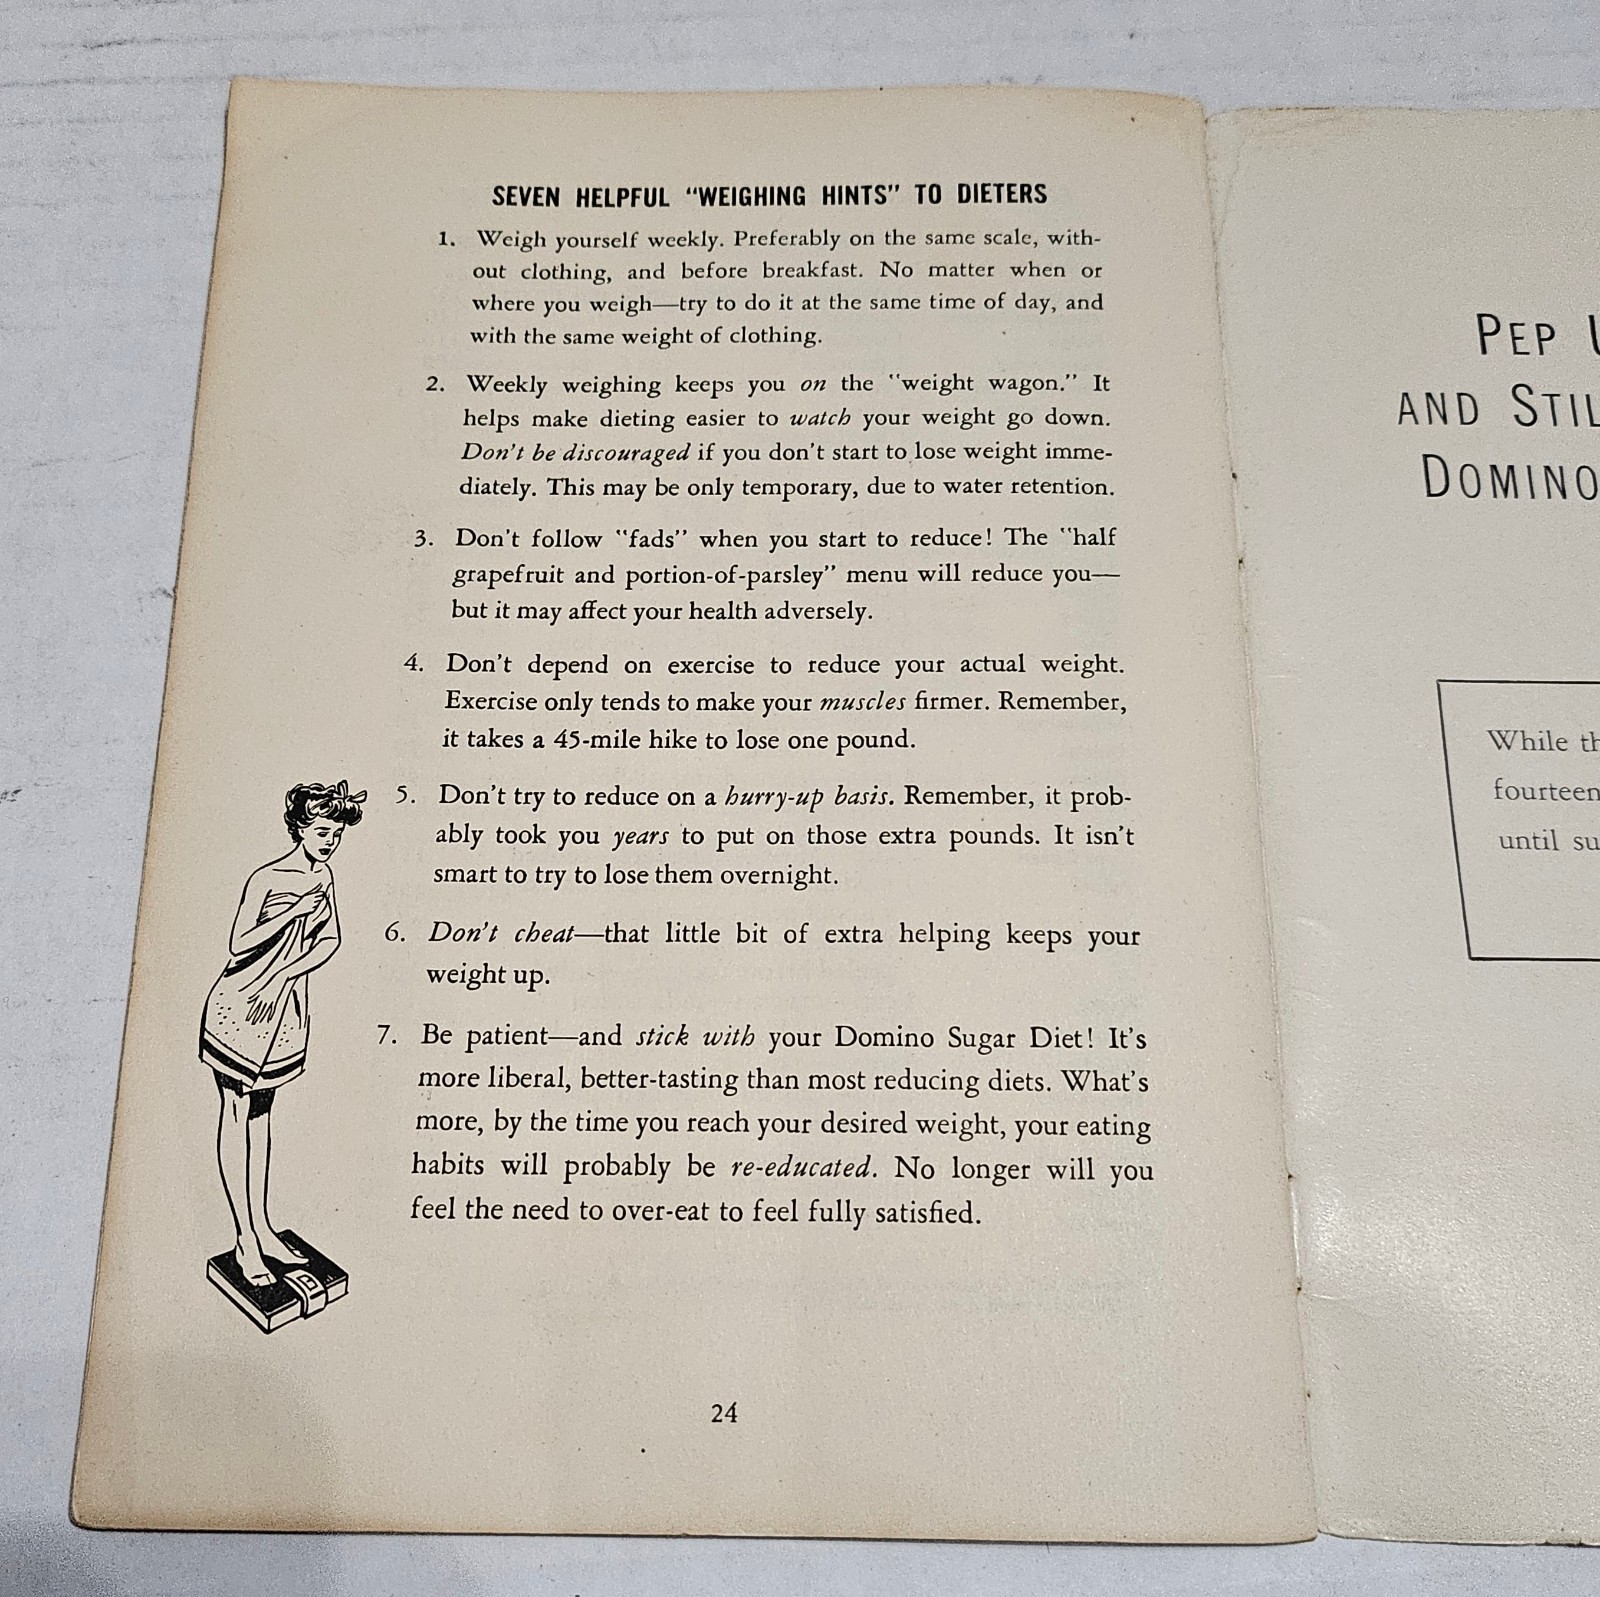 SEVEN HELPFUL "WEIGHING HINTS" TO DIETERS
1. Weigh yourself weekly. Preferably on the same scale, with-
out clothing, and before breakfast. No matter when or
where you weigh—try to do it at the same time of day, and
with the same weight of clothing.
2. Weekly weighing keeps you on the "weight wagon." It
helps make dieting easier to watch your weight go down.
Don't be discouraged if you don't start to lose weight imme-
diately. This may be only temporary, due to water retention.
3. Don't follow "fads" when you start to reduce! The "half
grapefruit and portion-of-parsley" menu will reduce you—
but it may affect your health adversely.
4. Don't depend on exercise to reduce your actual weight.
Exercise only tends to make your muscles firmer. Remember,
it takes a 45-mile hike to lose one pound.
5. Don't try to reduce on a hurry-up basis. Remember, it prob-
ably took you years to put on those extra pounds. It isn't
smart to try to lose them overnight.
6. Don't cheat—that little bit of extra helping keeps your
weight up.
7. Be patient—and stick with your Domino Sugar Diet! It's
more liberal, better-tasting than most reducing diets. What's
more, by the time you reach your desired weight, your eating
habits will probably be re-educated. No longer will you
feel the need to over-eat to feel fully satisfied.
24
PEP
AND
DOMINO
While
fourteen
until